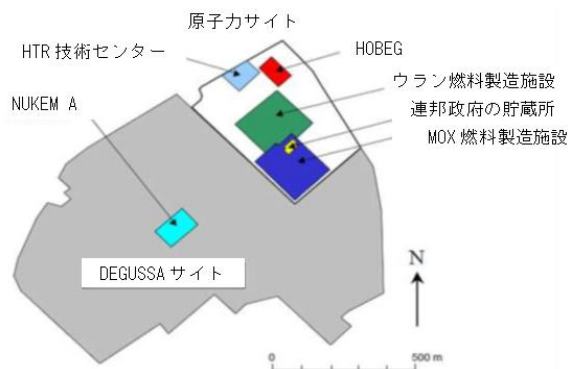 原子力サイト
HTR 技術センター
HOBEG
ウラン燃料製造施設
NUKEM A
連邦政府の貯蔵所
MOX 燃料製造施設
DEGUSSA サイト
N
0 500 m